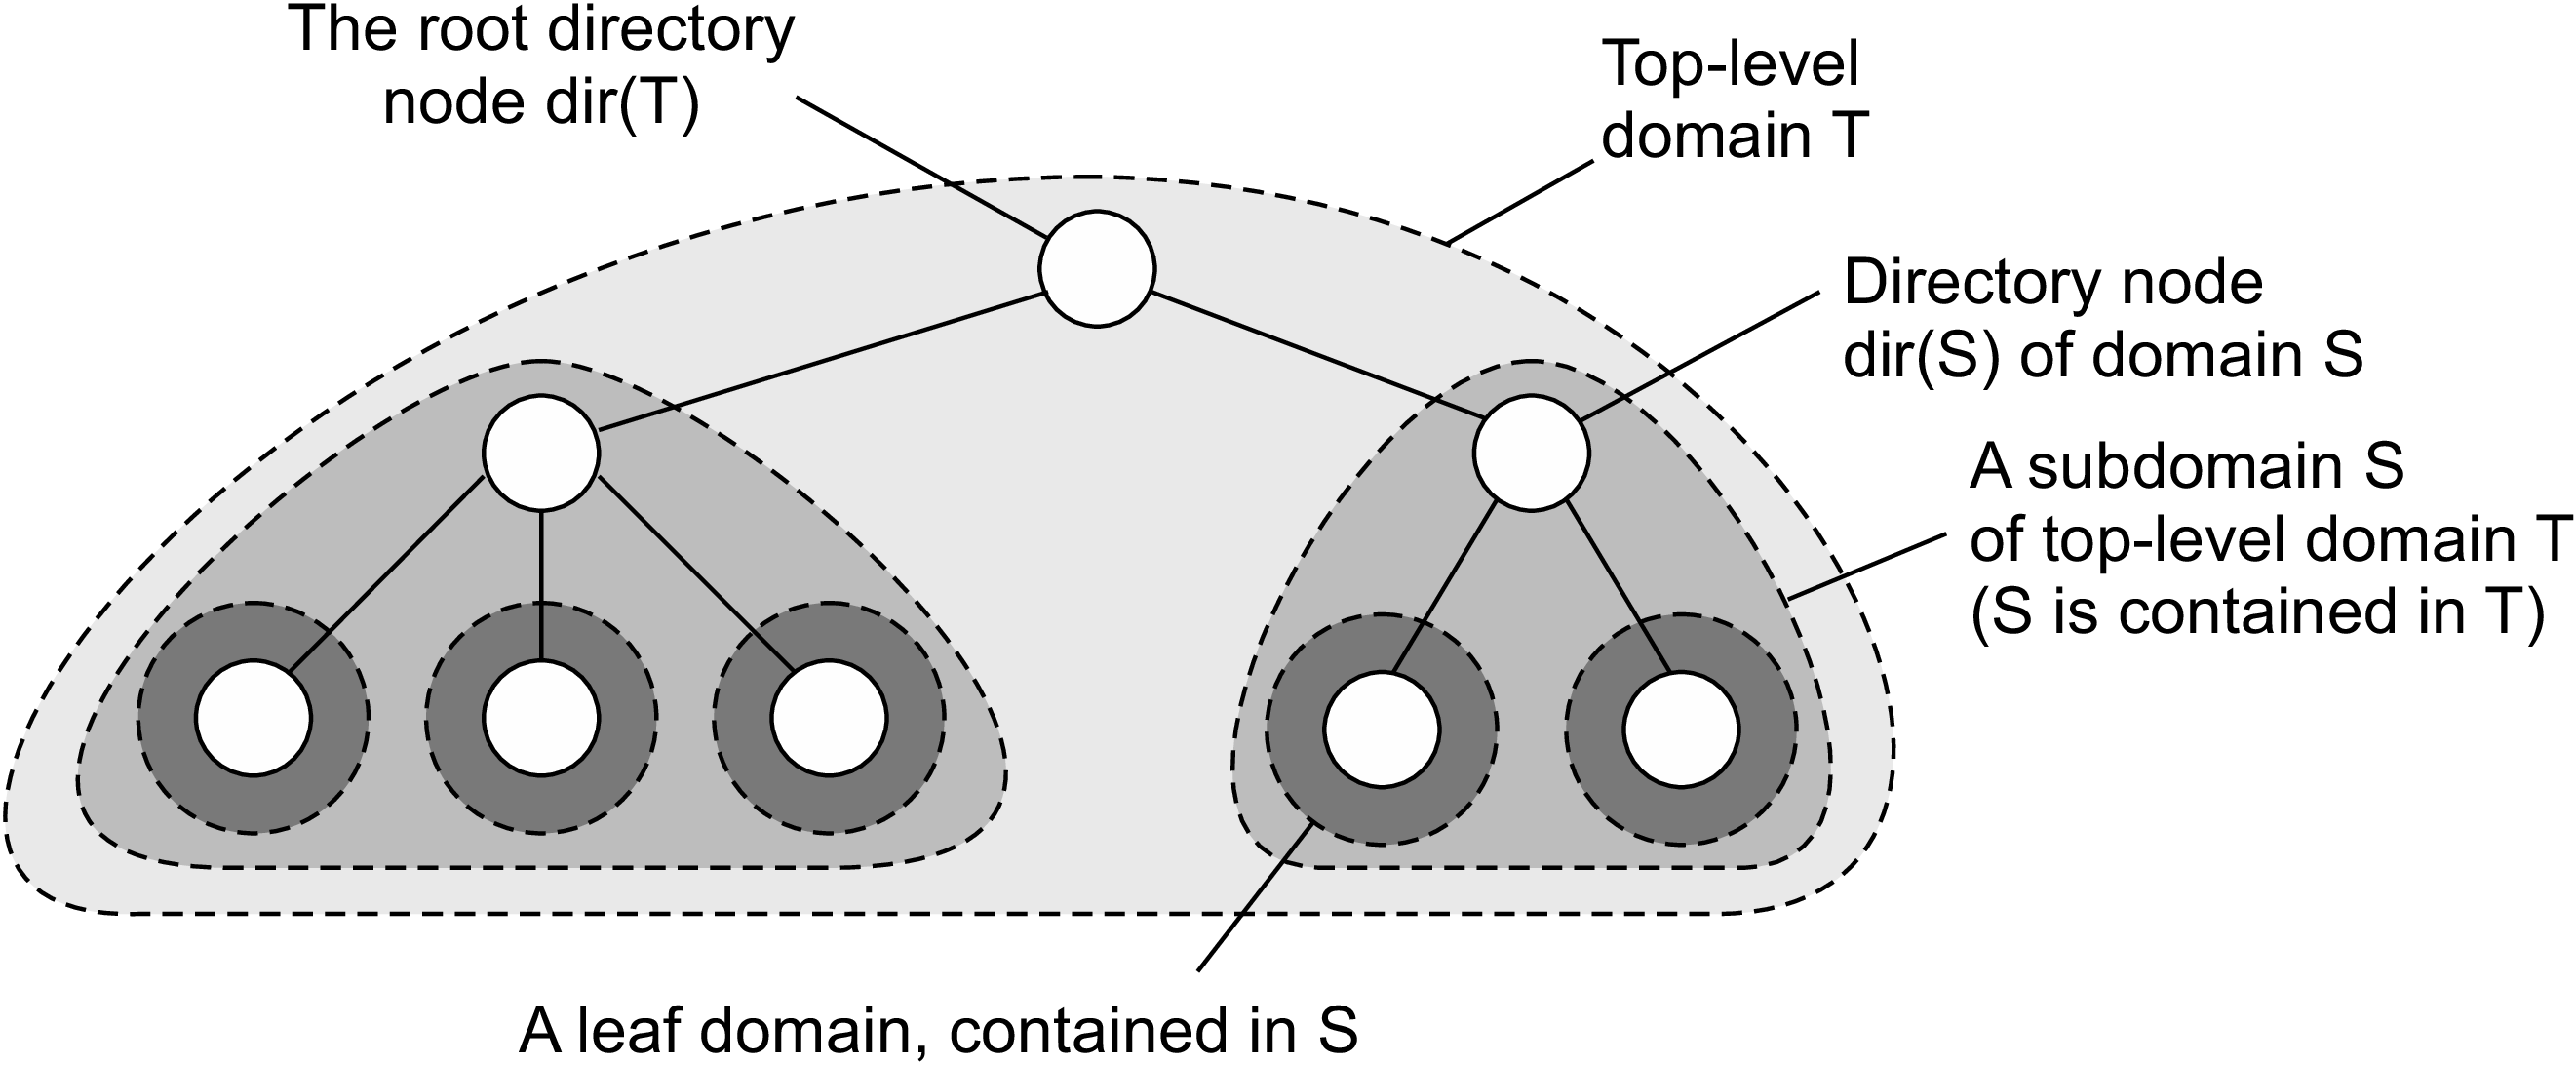 The root directory
node dir(T)
Top-level
domain T
Directory node
dir(S) of domain S
A subdomain S
of top-level domain T
(S is contained in T)
A leaf domain, contained in S